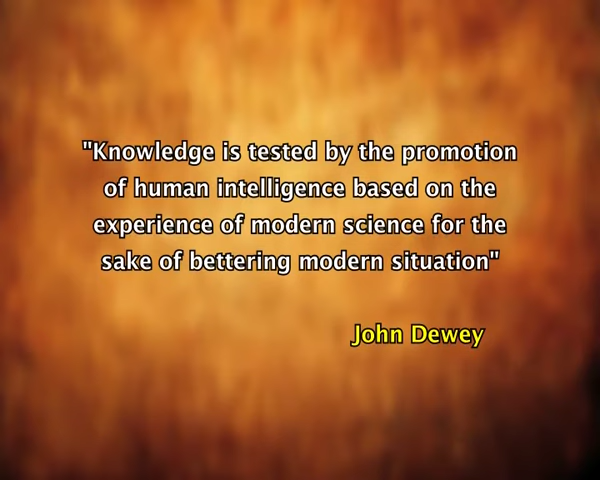 "Knowledge is tested by the promotion
of human intelligence based on the
experience of modern science for the
sake of bettering modern situation"
John Dewey